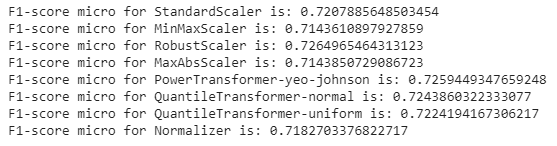 F1-score micro for StandardScaler is: 0.7207885648503454
F1-score micro for MinMaxScaler is: 0.7143610897927859
F1-score micro for RobustScaler is: 0.7264965464313123
F1-score micro for MaxAbsScaler is: 0.7143850729086723
F1-score micro for PowerTransformer-yeo-johnson is: 0.7259449347659248
F1-score micro for QuantileTransformer-normal is: 0.7243860322333077
F1-score micro for QuantileTransformer-uniform is: 0.7224194167306217
F1-score micro for Normalizer is: 0.7182703376822717